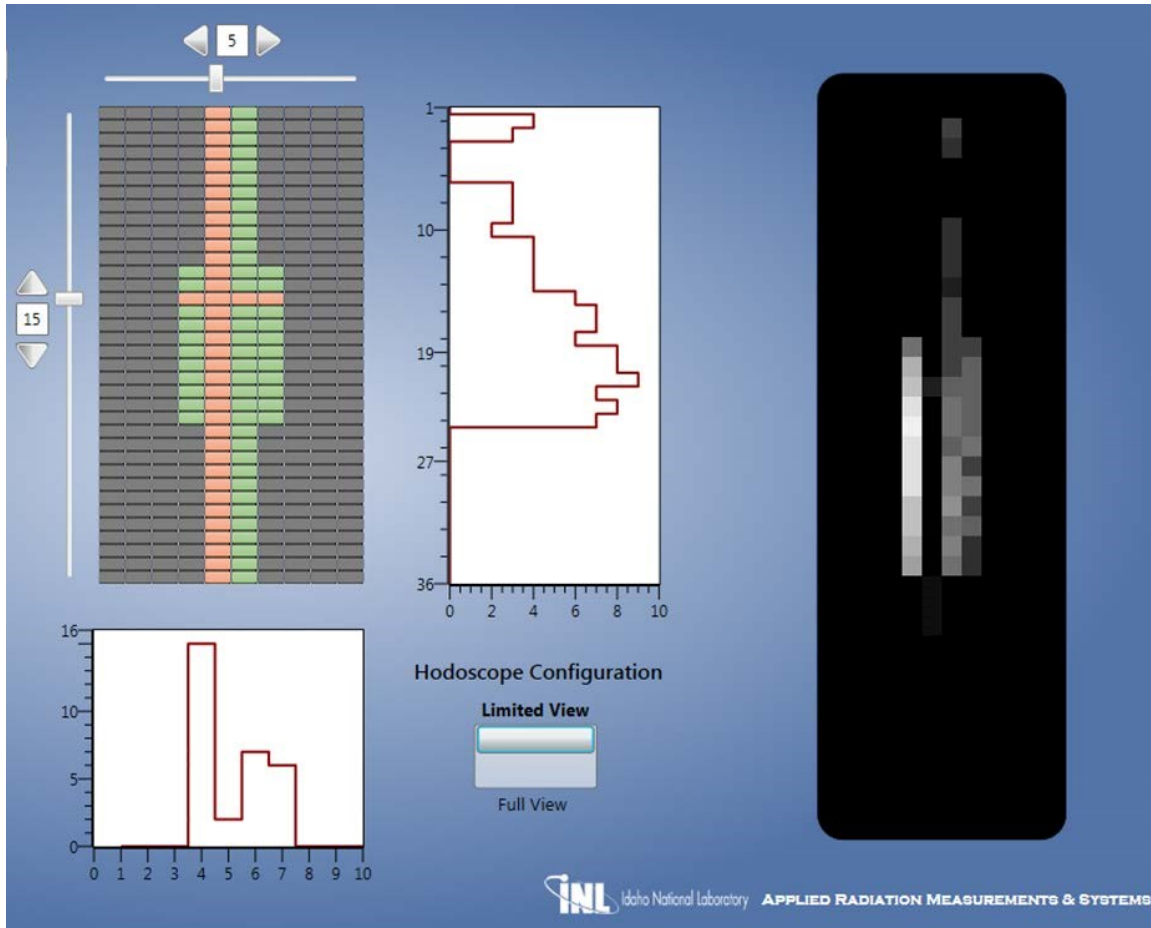 5
15
1
10
19
27
36
0 2 4 6 8 10
16
10
5
0
0 1 2 3 4 5 6 7 8 9 10
Hodoscope Configuration
Limited View
Full View
INL Idaho National Laboratory APPLIED RADIATION MEASUREMENTS & SYSTEMS